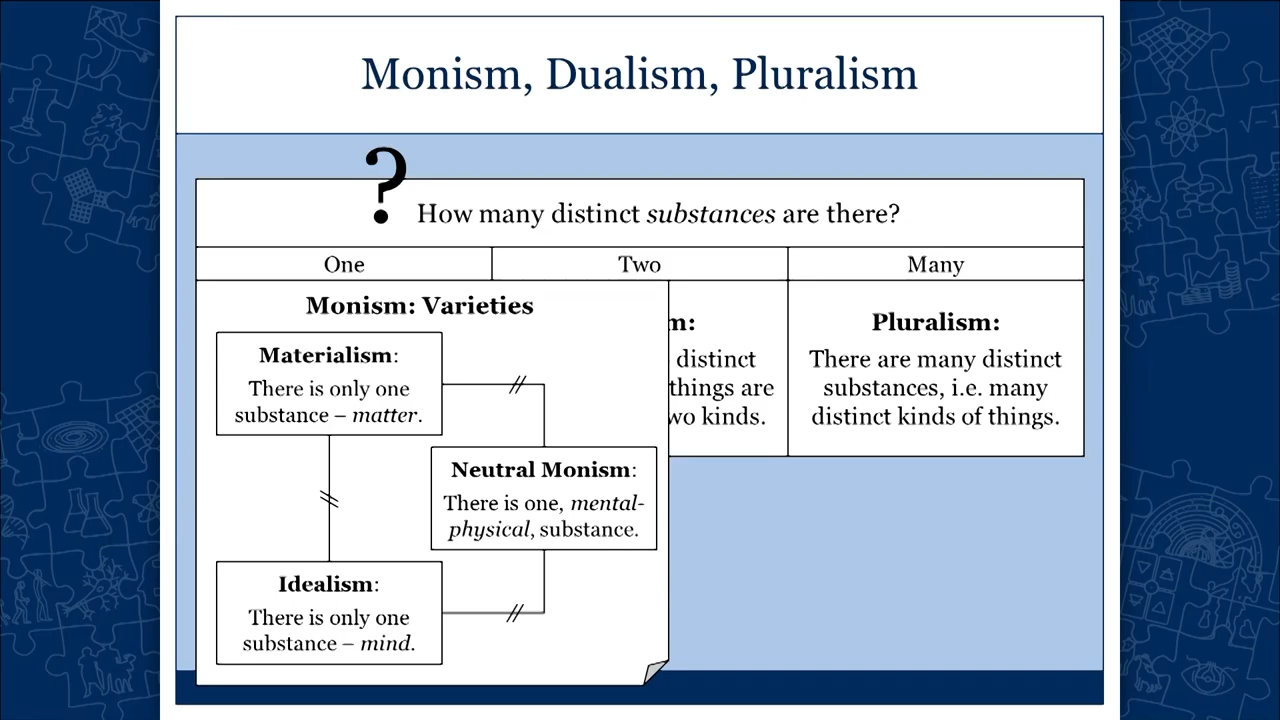 Monism, Dualism, Pluralism
? How many distinct substances are there?
One
Two
Many
Monism: Varieties
Materialism:
There is only one
substance – matter.
Neutral Monism:
There is one, mental-
physical, substance.
Idealism:
There is only one
substance – mind.
m:
distinct
things are
wo kinds.
Pluralism:
There are many distinct
substances, i.e. many
distinct kinds of things.